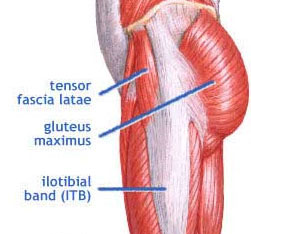 tensor
fascia latae
gluteus
maximus
ilotibial
band (ITB)